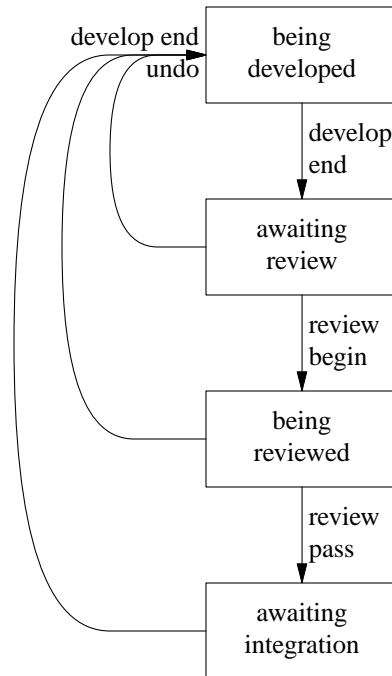 develop end
undo
being
developed
develop
end
awaiting
review
review
begin
being
reviewed
review
pass
awaiting
integration